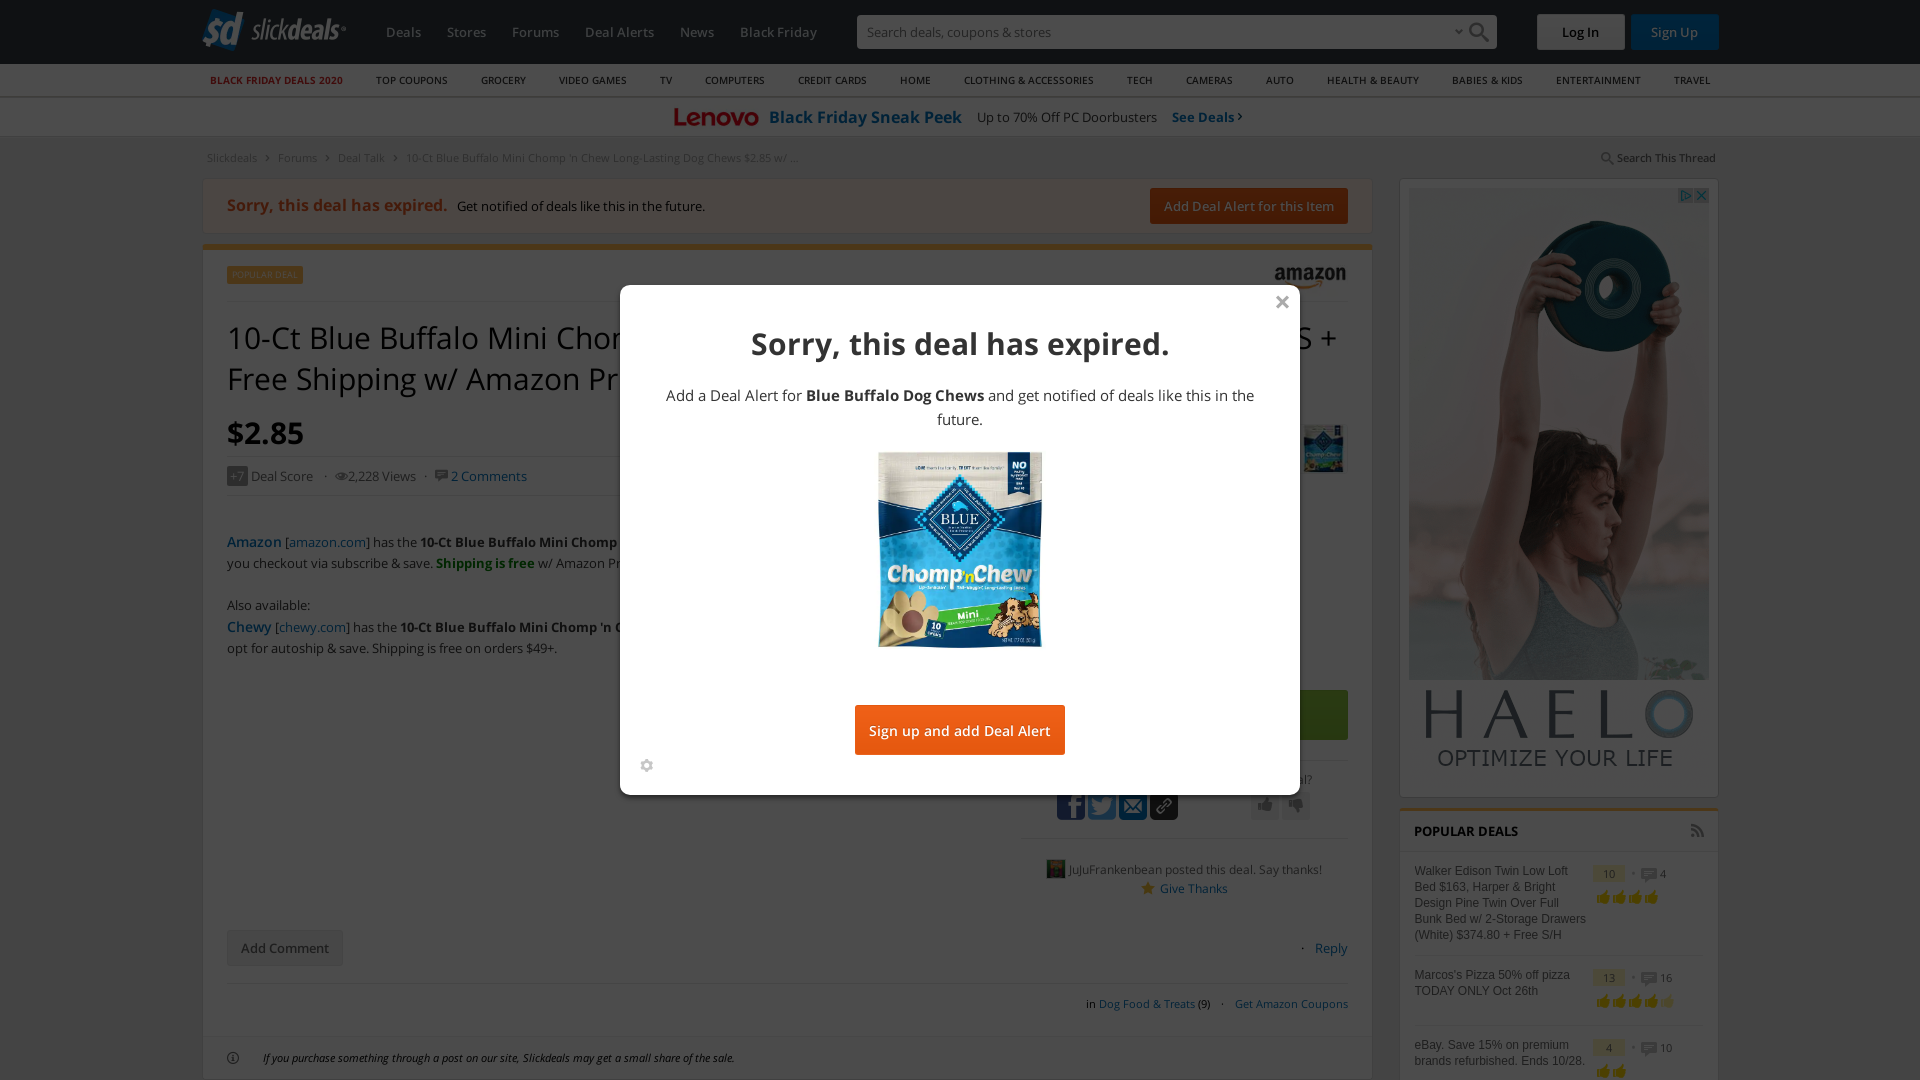 sd slickdeals
Deals
Stores
Forums
Deal Alerts
News
Black Friday
Search deals, coupons & stores
Log In
Sign Up
BLACK FRIDAY DEALS 2020
TOP COUPONS
GROCERY
VIDEO GAMES
TV
COMPUTERS
CREDIT CARDS
HOME
CLOTHING & ACCESSORIES
TECH
CAMERAS
AUTO
HEALTH & BEAUTY
BABIES & KIDS
ENTERTAINMENT
TRAVEL
Lenovo Black Friday Sneak Peek Up to 70% Off PC Doorbusters See Deals
Slickdeals > Forums > Deal Talk > 10-Ct Blue Buffalo Mini Chomp 'n Chew Long-Lasting Dog Chews $2.85 w/ ...
Search This Thread
Sorry, this deal has expired. Get notified of deals like this in the future.
Add Deal Alert for this Item
POPULAR DEAL
amazon
10-Ct Blue Buffalo Mini Chom
S +
Free Shipping w/ Amazon Pr
$2.85
+7 Deal Score · 2,228 Views · 2 Comments
Amazon [amazon.com] has the 10-Ct Blue Buffalo Mini Chomp
you checkout via subscribe & save. Shipping is free w/ Amazon Pr
Also available:
Chewy [chewy.com] has the 10-Ct Blue Buffalo Mini Chomp 'n C
opt for autoship & save. Shipping is free on orders $49+.
Sorry, this deal has expired.
Add a Deal Alert for Blue Buffalo Dog Chews and get notified of deals like this in the
future.
NO
BLUE
Chomp 'n Chew
Mini
10
Sign up and add Deal Alert
al?
JuJuFrankenbean posted this deal. Say thanks!
Give Thanks
Add Comment
· Reply
in Dog Food & Treats (9) · Get Amazon Coupons
If you purchase something through a post on our site, Slickdeals may get a small share of the sale.
HAELO
OPTIMIZE YOUR LIFE
POPULAR DEALS
Walker Edison Twin Low Loft
Bed $163, Harper & Bright
Design Pine Twin Over Full
Bunk Bed w/ 2-Storage Drawers
(White) $374.80 + Free S/H
10 · 4
Marcos's Pizza 50% off pizza
TODAY ONLY Oct 26th
13 · 16
eBay. Save 15% on premium
brands refurbished. Ends 10/28.
4 · 10